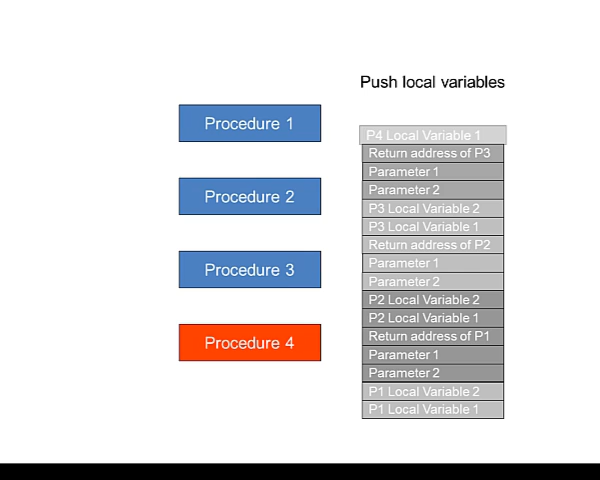 Push local variables
Procedure 1
Procedure 2
Procedure 3
Procedure 4
P4 Local Variable 1
Return address of P3
Parameter 1
Parameter 2
P3 Local Variable 2
P3 Local Variable 1
Return address of P2
Parameter 1
Parameter 2
P2 Local Variable 2
P2 Local Variable 1
Return address of P1
Parameter 1
Parameter 2
P1 Local Variable 2
P1 Local Variable 1